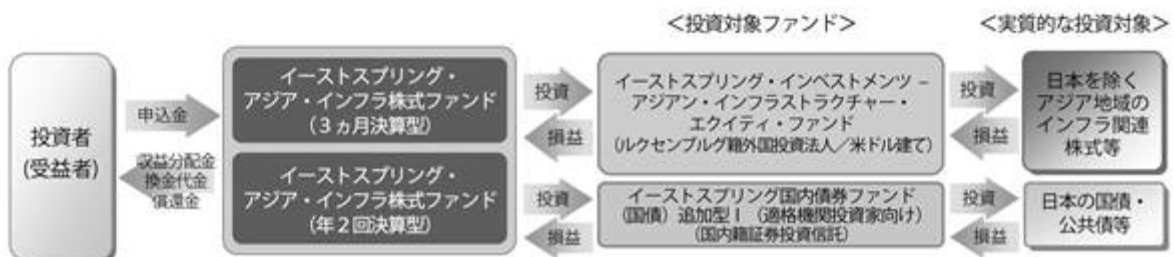 ＜投資対象ファンド＞
＜実質的な投資対象＞
投資者
(受益者)
申込金
収益分配金
換金代金
償還金
イーストスプリング・
アジア・インフラ株式ファンド
（３ヵ月決算型）
イーストスプリング・
アジア・インフラ株式ファンド
（年２回決算型）
投資
損益
投資
損益
イーストスプリング・インベストメンツ －
アジアン・インフラストラクチャー・
エクイティ・ファンド
（ルクセンブルグ籍外国投資法人／米ドル建て）
イーストスプリング国内債券ファンド
（国債）追加型Ⅰ（適格機関投資家向け）
（国内籍証券投資信託）
投資
損益
投資
損益
日本を除く
アジア地域の
インフラ関連
株式等
日本の国債・
公共債等